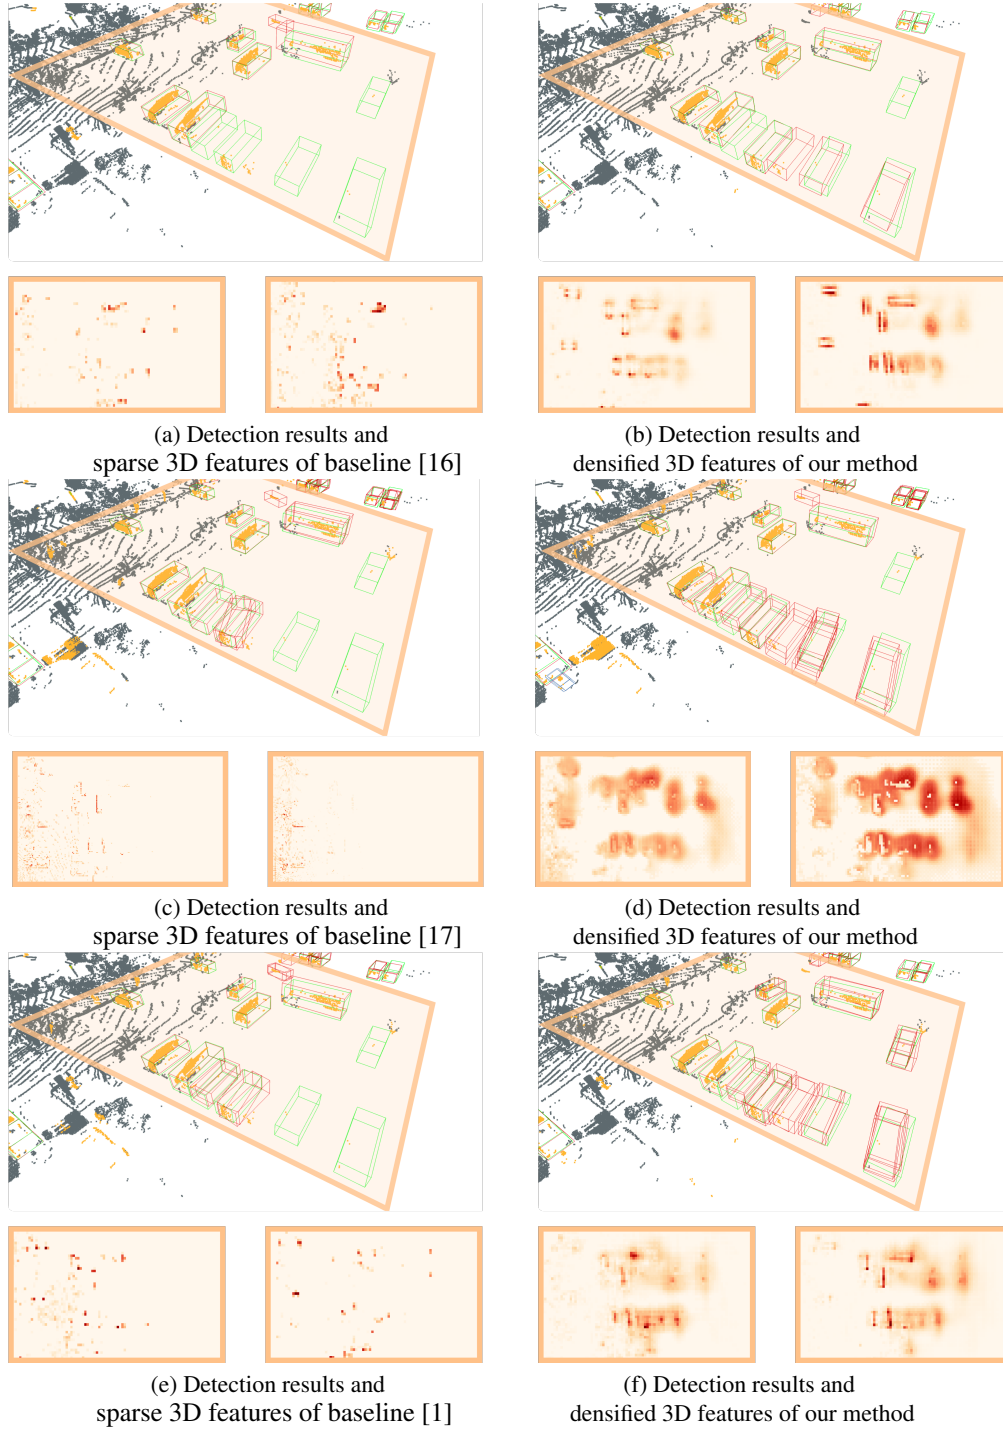 (a) Detection results and
sparse 3D features of baseline [16]
(b) Detection results and
densified 3D features of our method
(c) Detection results and
sparse 3D features of baseline [17]
(d) Detection results and
densified 3D features of our method
(e) Detection results and
sparse 3D features of baseline [1]
(f) Detection results and
densified 3D features of our method